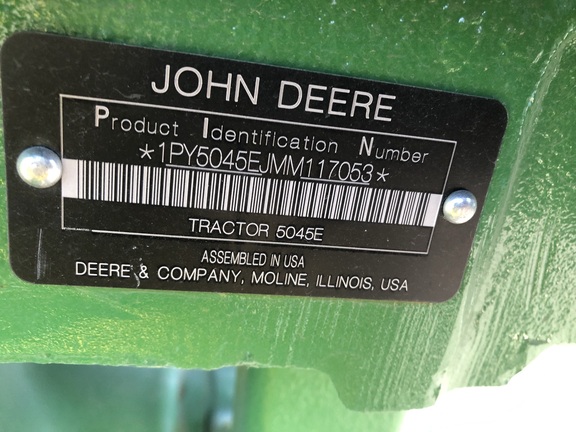 JOHN DEERE
Product Identification Number
*1PY5045EJMM117053*
TRACTOR 5045E
ASSEMBLED IN USA
DEERE & COMPANY, MOLINE, ILLINOIS, USA